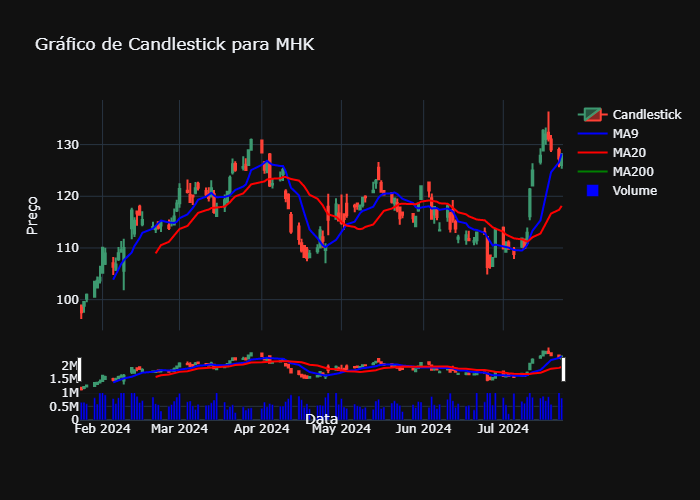 Gráfico de Candlestick para MHK
Candlestick
MA9
MA20
MA200
Volume
Preço
130
120
110
100
2M
1.5M
1M
0.5M
0
Data
Feb 2024
Mar 2024
Apr 2024
May 2024
Jun 2024
Jul 2024